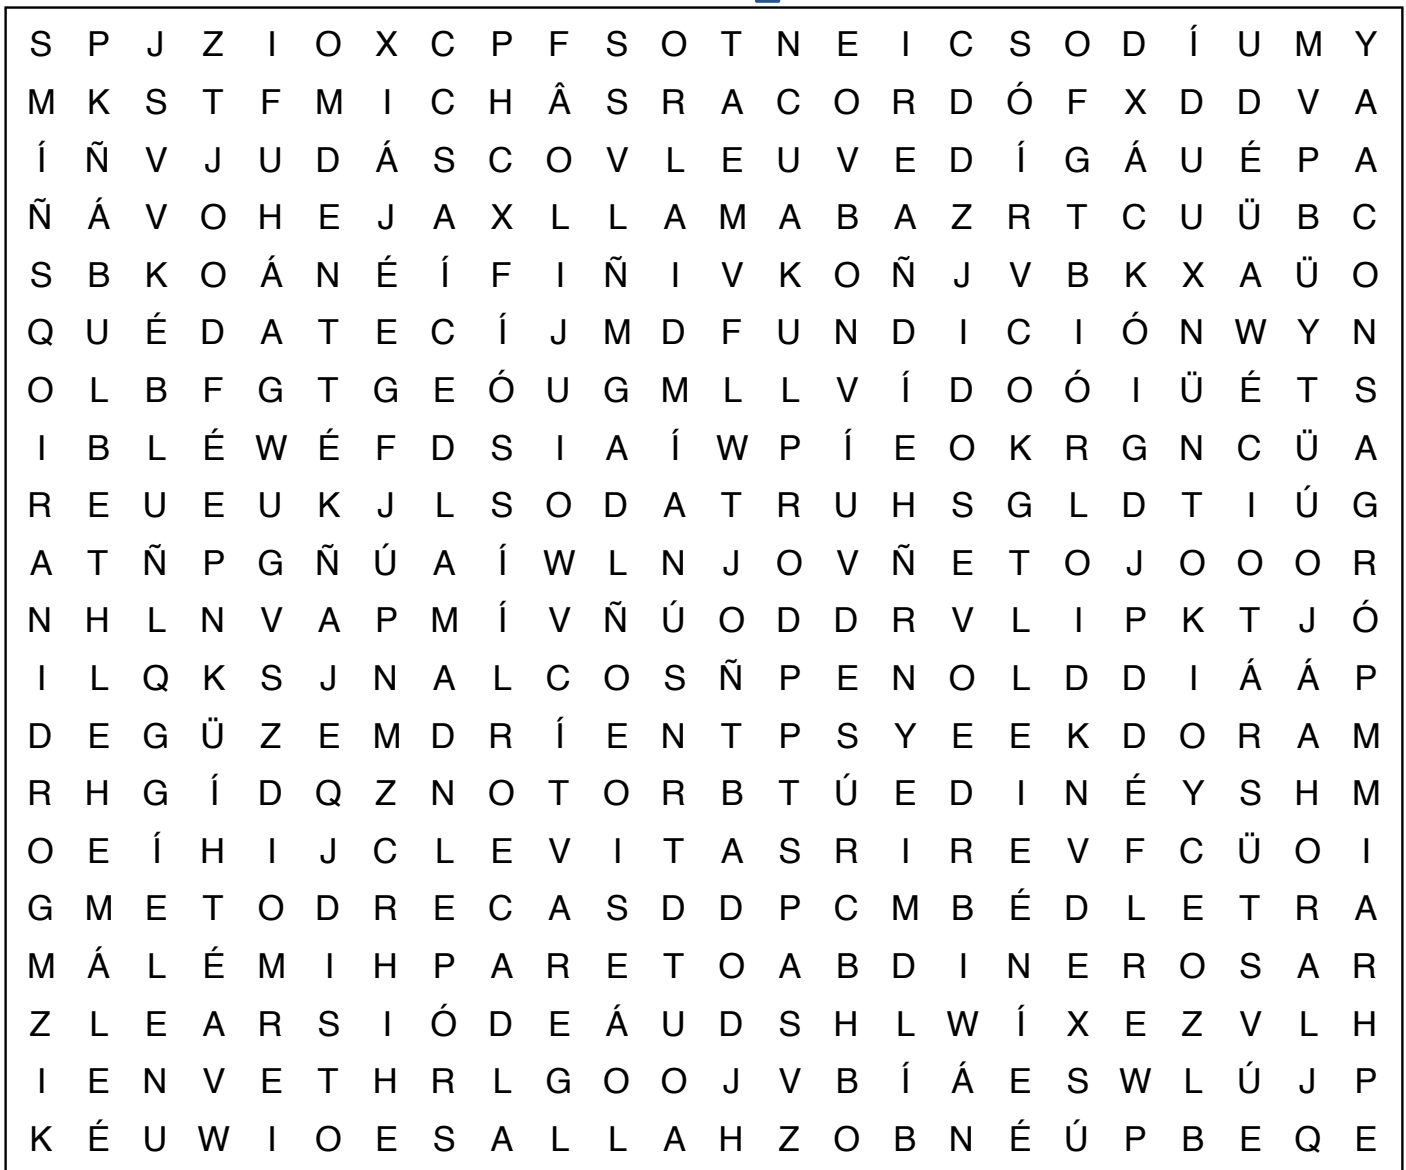 S P J Z I O X C P F S O T N E I C S O D Í U M Y
M K S T F M I C H Â S R A C O R D Ó F X D D V A
Í Ñ V J U D Á S C O V L E U V E D Í G Á U É P A
Ñ Á V O H E J A X L L A M A B A Z R T C U Ü B C
S B K O Á N É Í F I Ñ I V K O Ñ J V B K X A Ü O
Q U É D A T E C Í J M D F U N D I C I Ó N W Y N
O L B F G T G E Ó U G M L L V Í D O Ó I Ü É T S
I B L É W É F D S I A Í W P Í E O K R G N C Ü A
R E U E U K J L S O D A T R U H S G L D T I Ú G
A T Ñ P G Ñ Ú A Í W L N J O V Ñ E T O J O O O R
N H L N V A P M Í V Ñ Ú O D D R V L I P K T J Ó
I L Q K S J N A L C O S Ñ P E N O L D D I Á Á P
D E G Ü Z E M D R Í E N T P S Y E E K D O R A M
R H G Í D Q Z N O T O R B T Ú E D I N É Y S H M
O E Í H I J C L E V I T A S R I R E V F C Ü O I
G M E T O D R E C A S D D P C M B É D L E T R A
M Á L É M I H P A R E T O A B D I N E R O S A R
Z L E A R S I Ó D E Á U D S H L W Í X E Z V L H
I E N V E T H R L G O O J V B Í Á E S W L Ú J P
K É U W I O E S A L L A H Z O B N É Ú P B E Q E